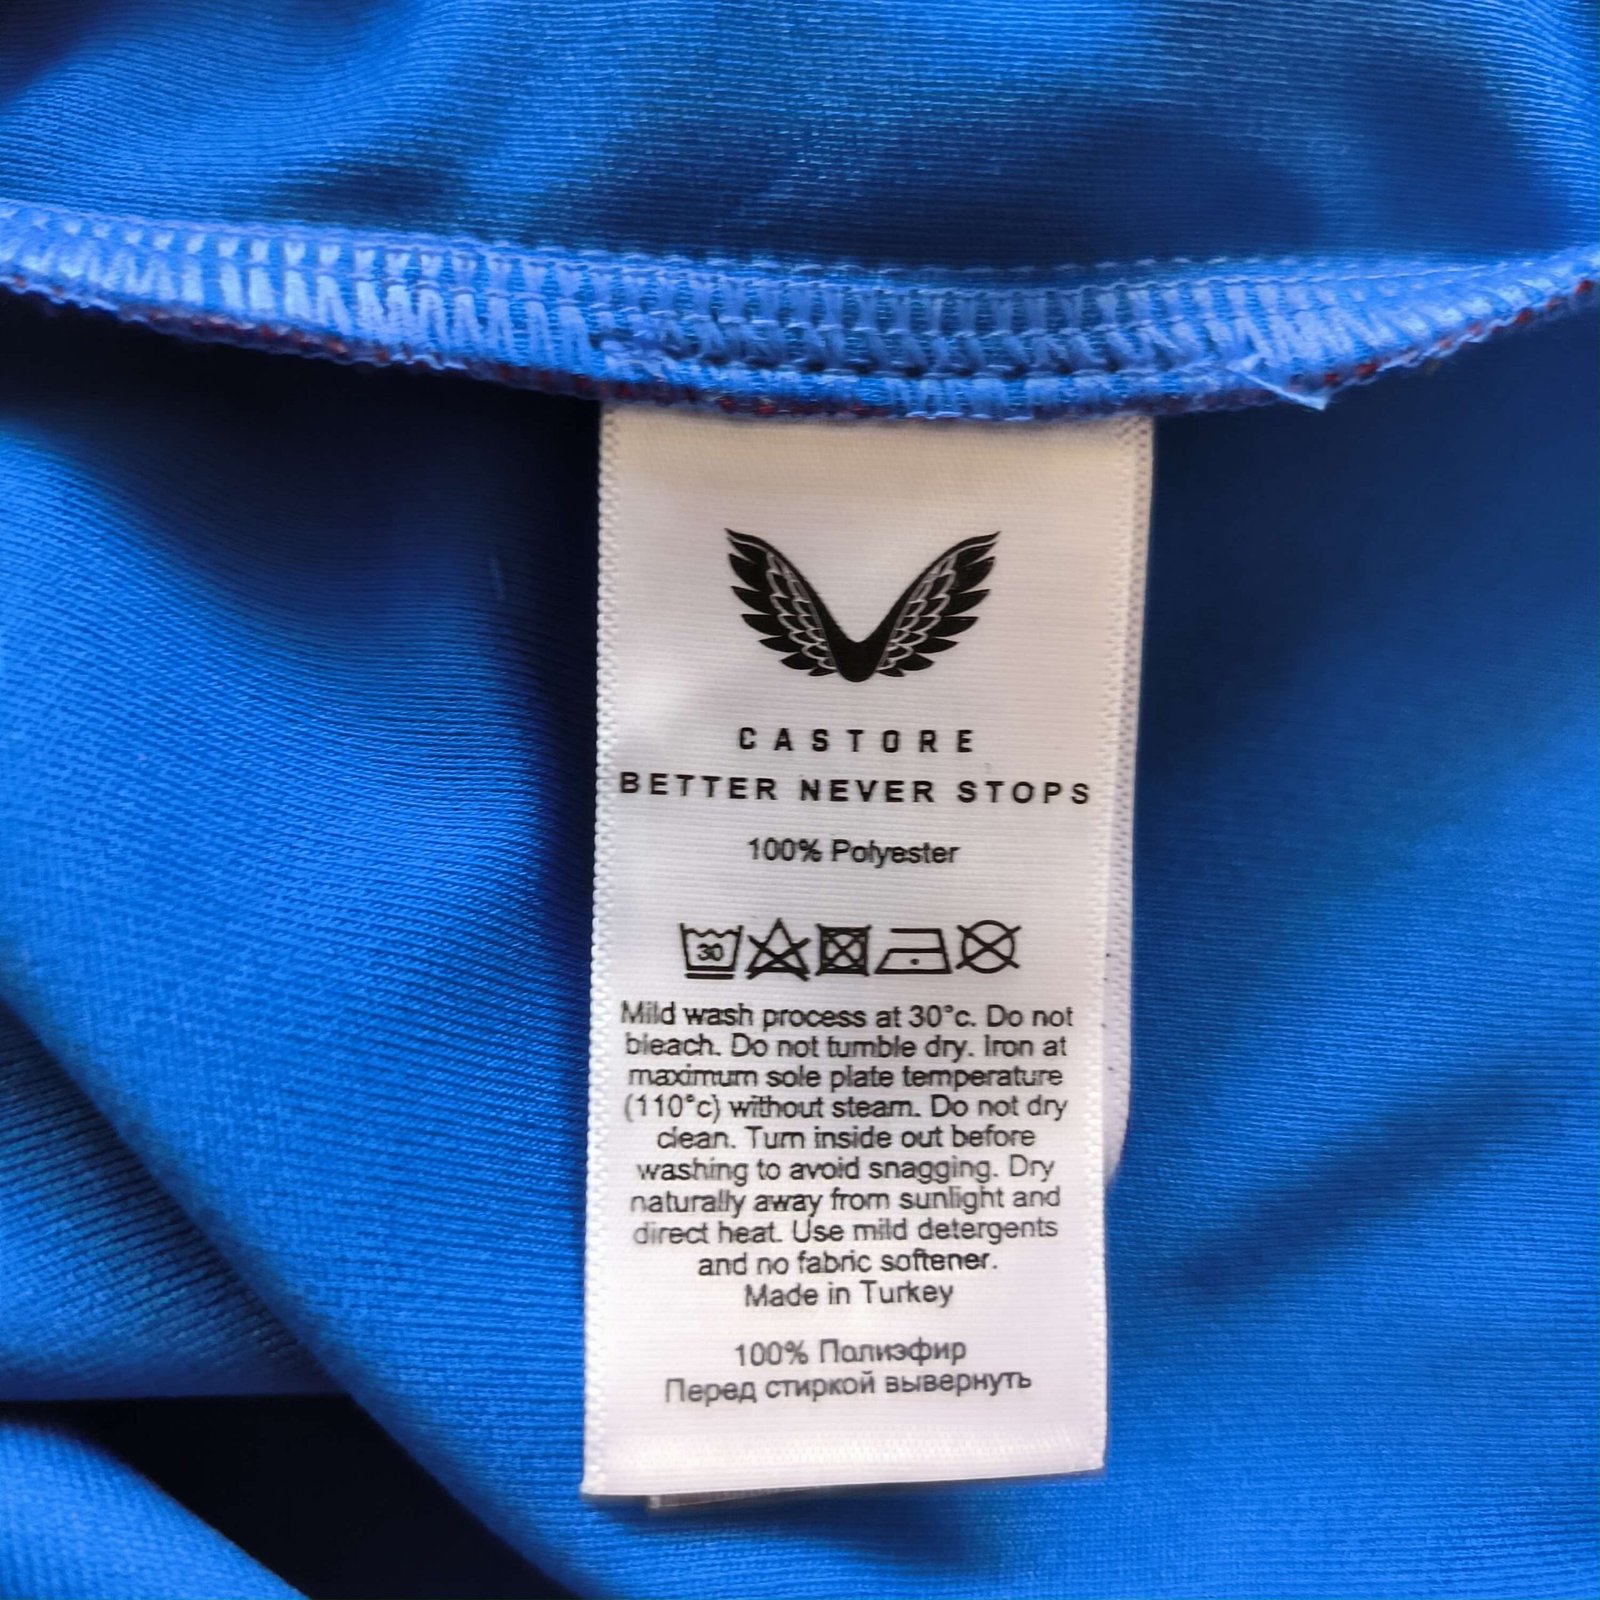 CASTORE
BETTER NEVER STOPS
100% Polyester
30
Mild wash process at 30°c. Do not
bleach. Do not tumble dry. Iron at
maximum sole plate temperature
(110°c) without steam. Do not dry
clean. Turn inside out before
washing to avoid snagging. Dry
naturally away from sunlight and
direct heat. Use mild detergents
and no fabric softener.
Made in Turkey
100% Полиэфир
Перед стиркой вывернуть